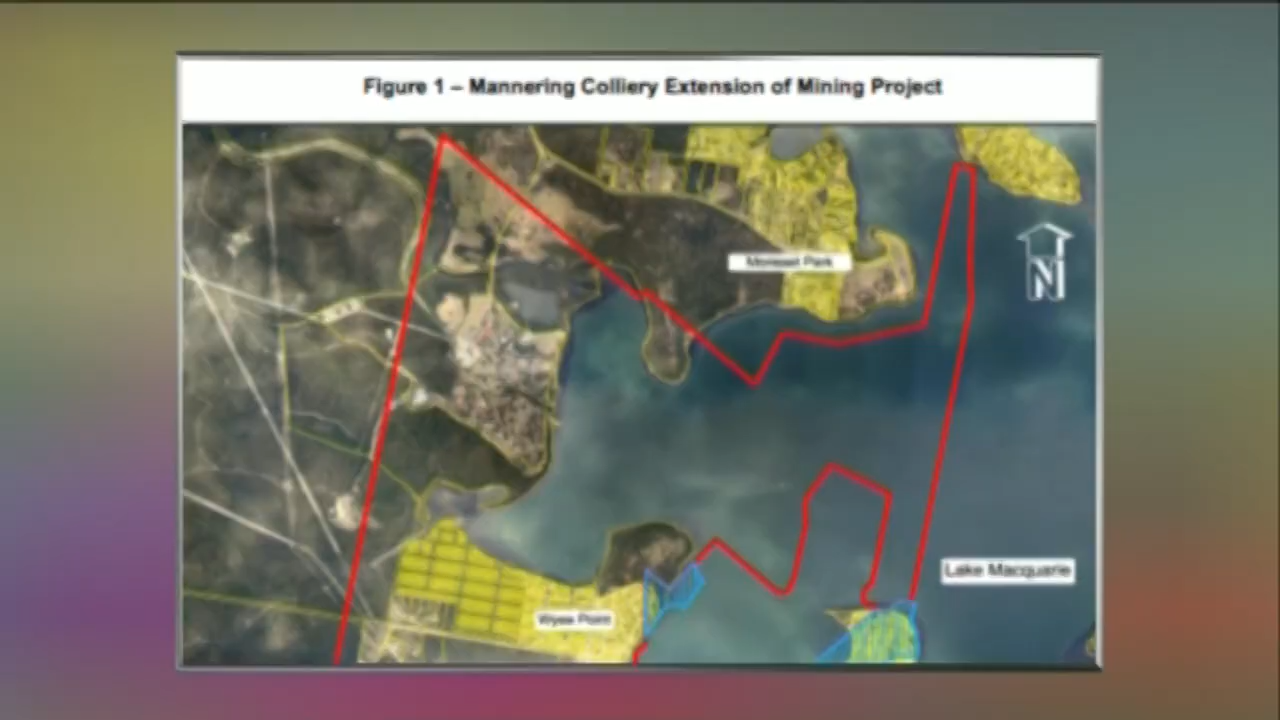 Figure 1 – Mannering Colliery Extension of Mining Project
Morisset Park
N
Lake Macquarie
Wyee Point